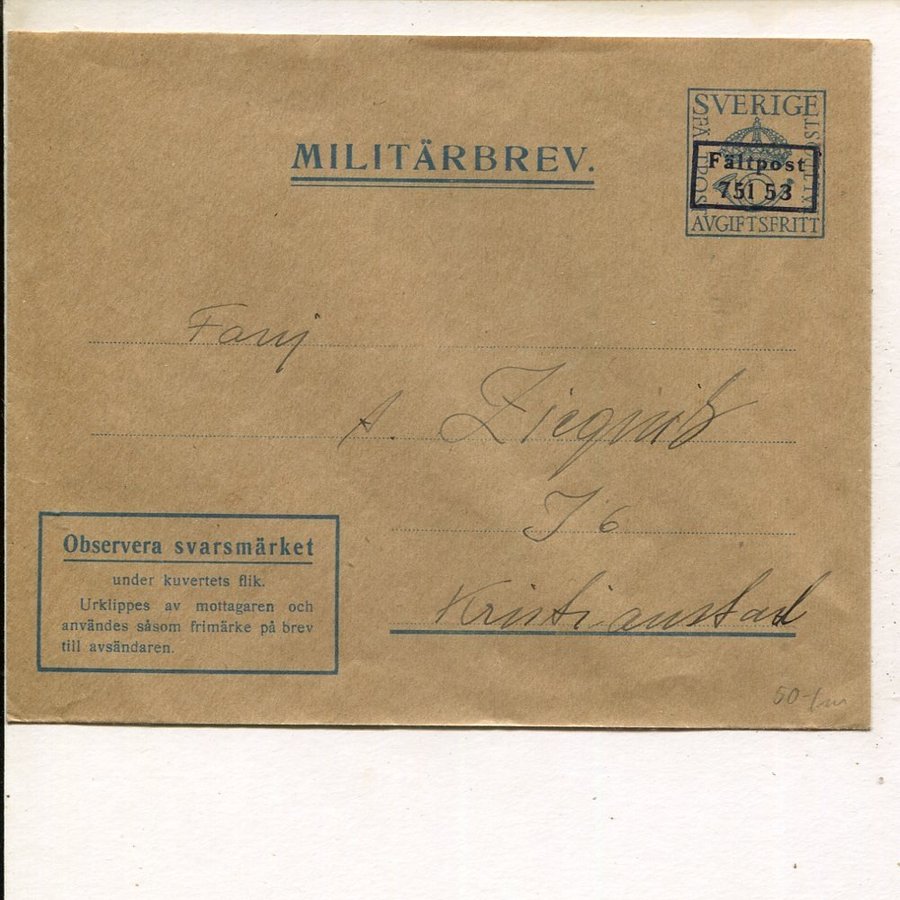 MILITÄRBREV.
SVERIGE
Fältpost
751 53
AVGIFTSFRITT
A.
I 6
Kristianstad
Observera svarsmärket
under kuvertets flik.
Urklippes av mottagaren och
användes såsom frimärke på brev
till avsändaren.